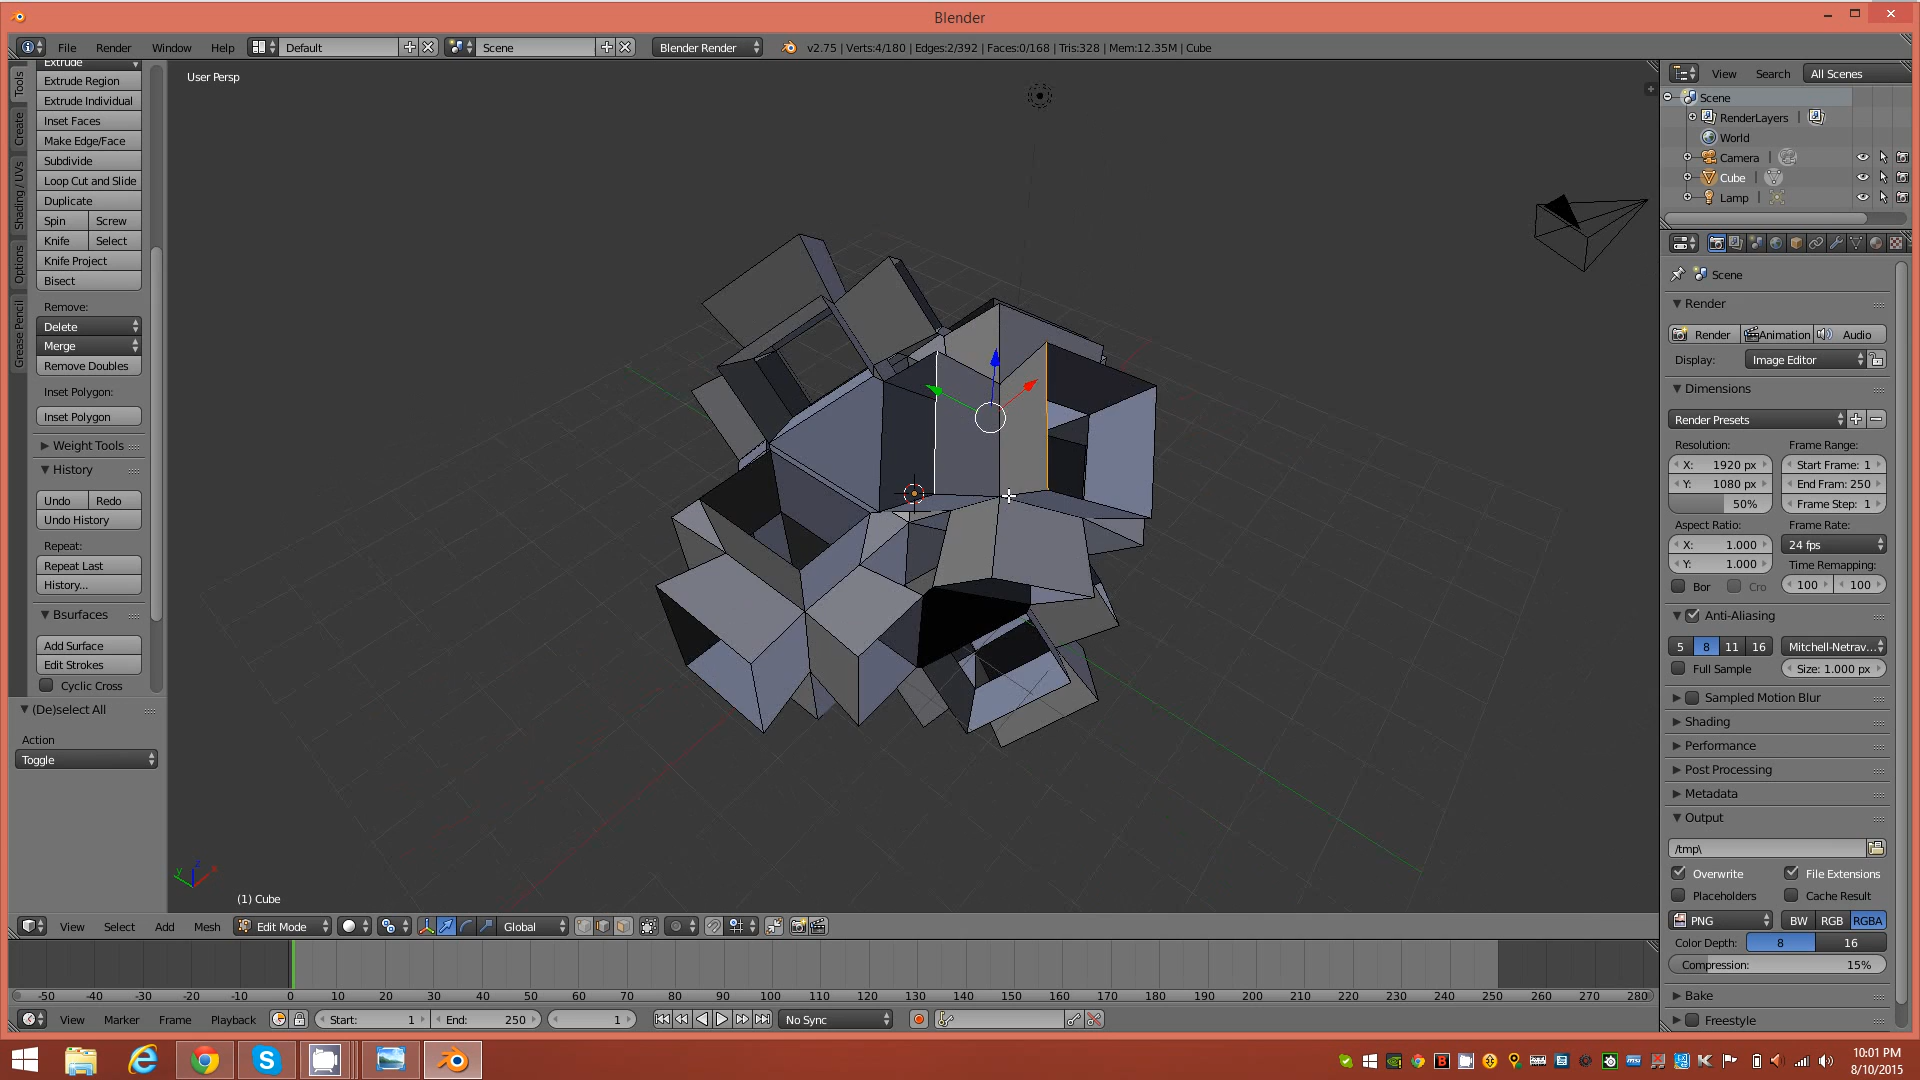 Blender
File Render Window Help Default Scene Blender Render v2.75 | Verts:4/180 | Edges:2/392 | Faces:0/168 | Tris:328 | Mem:12.35M | Cube
Tools
Create
Shading / UVs
Options
Grease Pencil
Extrude
Extrude Region
Extrude Individual
Inset Faces
Make Edge/Face
Subdivide
Loop Cut and Slide
Duplicate
Spin Screw
Knife Select
Knife Project
Bisect
Remove:
Delete
Merge
Remove Doubles
Inset Polygon:
Inset Polygon
Weight Tools
History
Undo Redo
Undo History
Repeat:
Repeat Last
History...
Bsurfaces
Add Surface
Edit Strokes
Cyclic Cross
(De)select All
Action
Toggle
User Persp
(1) Cube
View Select Add Mesh Edit Mode Global
-50 -40 -30 -20 -10 0 10 20 30 40 50 60 70 80 90 100 110 120 130 140 150 160 170 180 190 200 210 220 230 240 250 260 270 280
View Marker Frame Playback Start: 1 End: 250 1 No Sync
View Search All Scenes
Scene
RenderLayers
World
Camera
Cube
Lamp
Scene
Render
Render Animation Audio
Display: Image Editor
Dimensions
Render Presets
Resolution: Frame Range:
X: 1920 px Start Frame: 1
Y: 1080 px End Fram: 250
50% Frame Step: 1
Aspect Ratio: Frame Rate:
X: 1.000 24 fps
Y: 1.000 Time Remapping:
Bor Cro 100 100
Anti-Aliasing
5 8 11 16 Mitchell-Netrav...
Full Sample Size: 1.000 px
Sampled Motion Blur
Shading
Performance
Post Processing
Metadata
Output
/tmp\
Overwrite File Extensions
Placeholders Cache Result
PNG BW RGB RGBA
Color Depth: 8 16
Compression: 15%
Bake
Freestyle
10:01 PM
8/10/2015